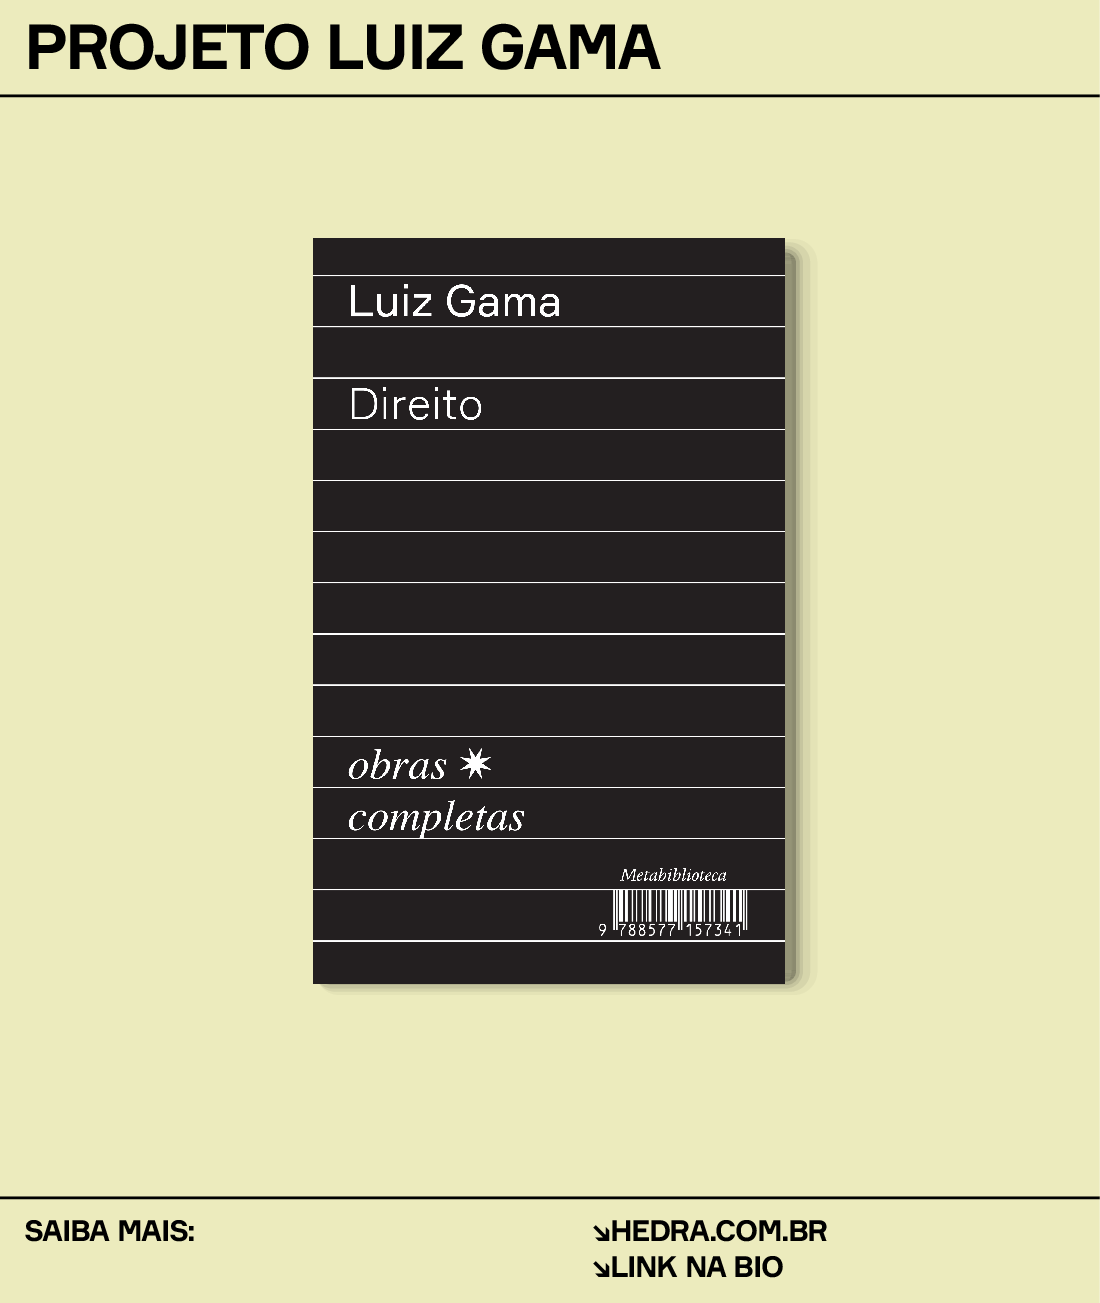 PROJETO LUIZ GAMA
Luiz Gama
Direito
obras ✷
completas
Metabiblioteca
9 788577 157341
SAIBA MAIS:
↘HEDRA.COM.BR
↘LINK NA BIO